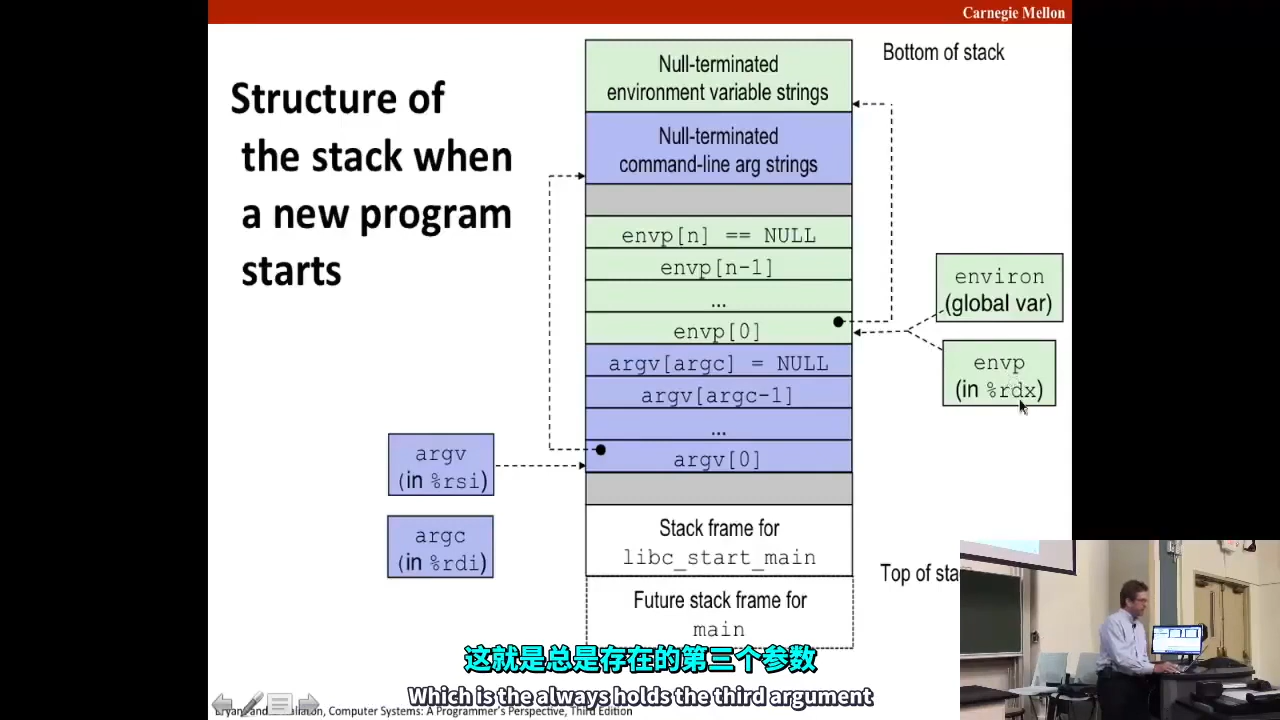 Carnegie Mellon
Structure of
the stack when
a new program
starts
Bottom of stack
Null-terminated
environment variable strings
Null-terminated
command-line arg strings
envp[n] == NULL
envp[n-1]
...
envp[0]
argv[argc] = NULL
argv[argc-1]
...
argv[0]
environ
(global var)
envp
(in %rdx)
argv
(in %rsi)
argc
(in %rdi)
Stack frame for
libc_start_main
Top of sta
Future stack frame for
main
这就是总是存在的第三个参数
Which is the always holds the third argument
Computer Systems: A Programmer's Perspective, Third Edition